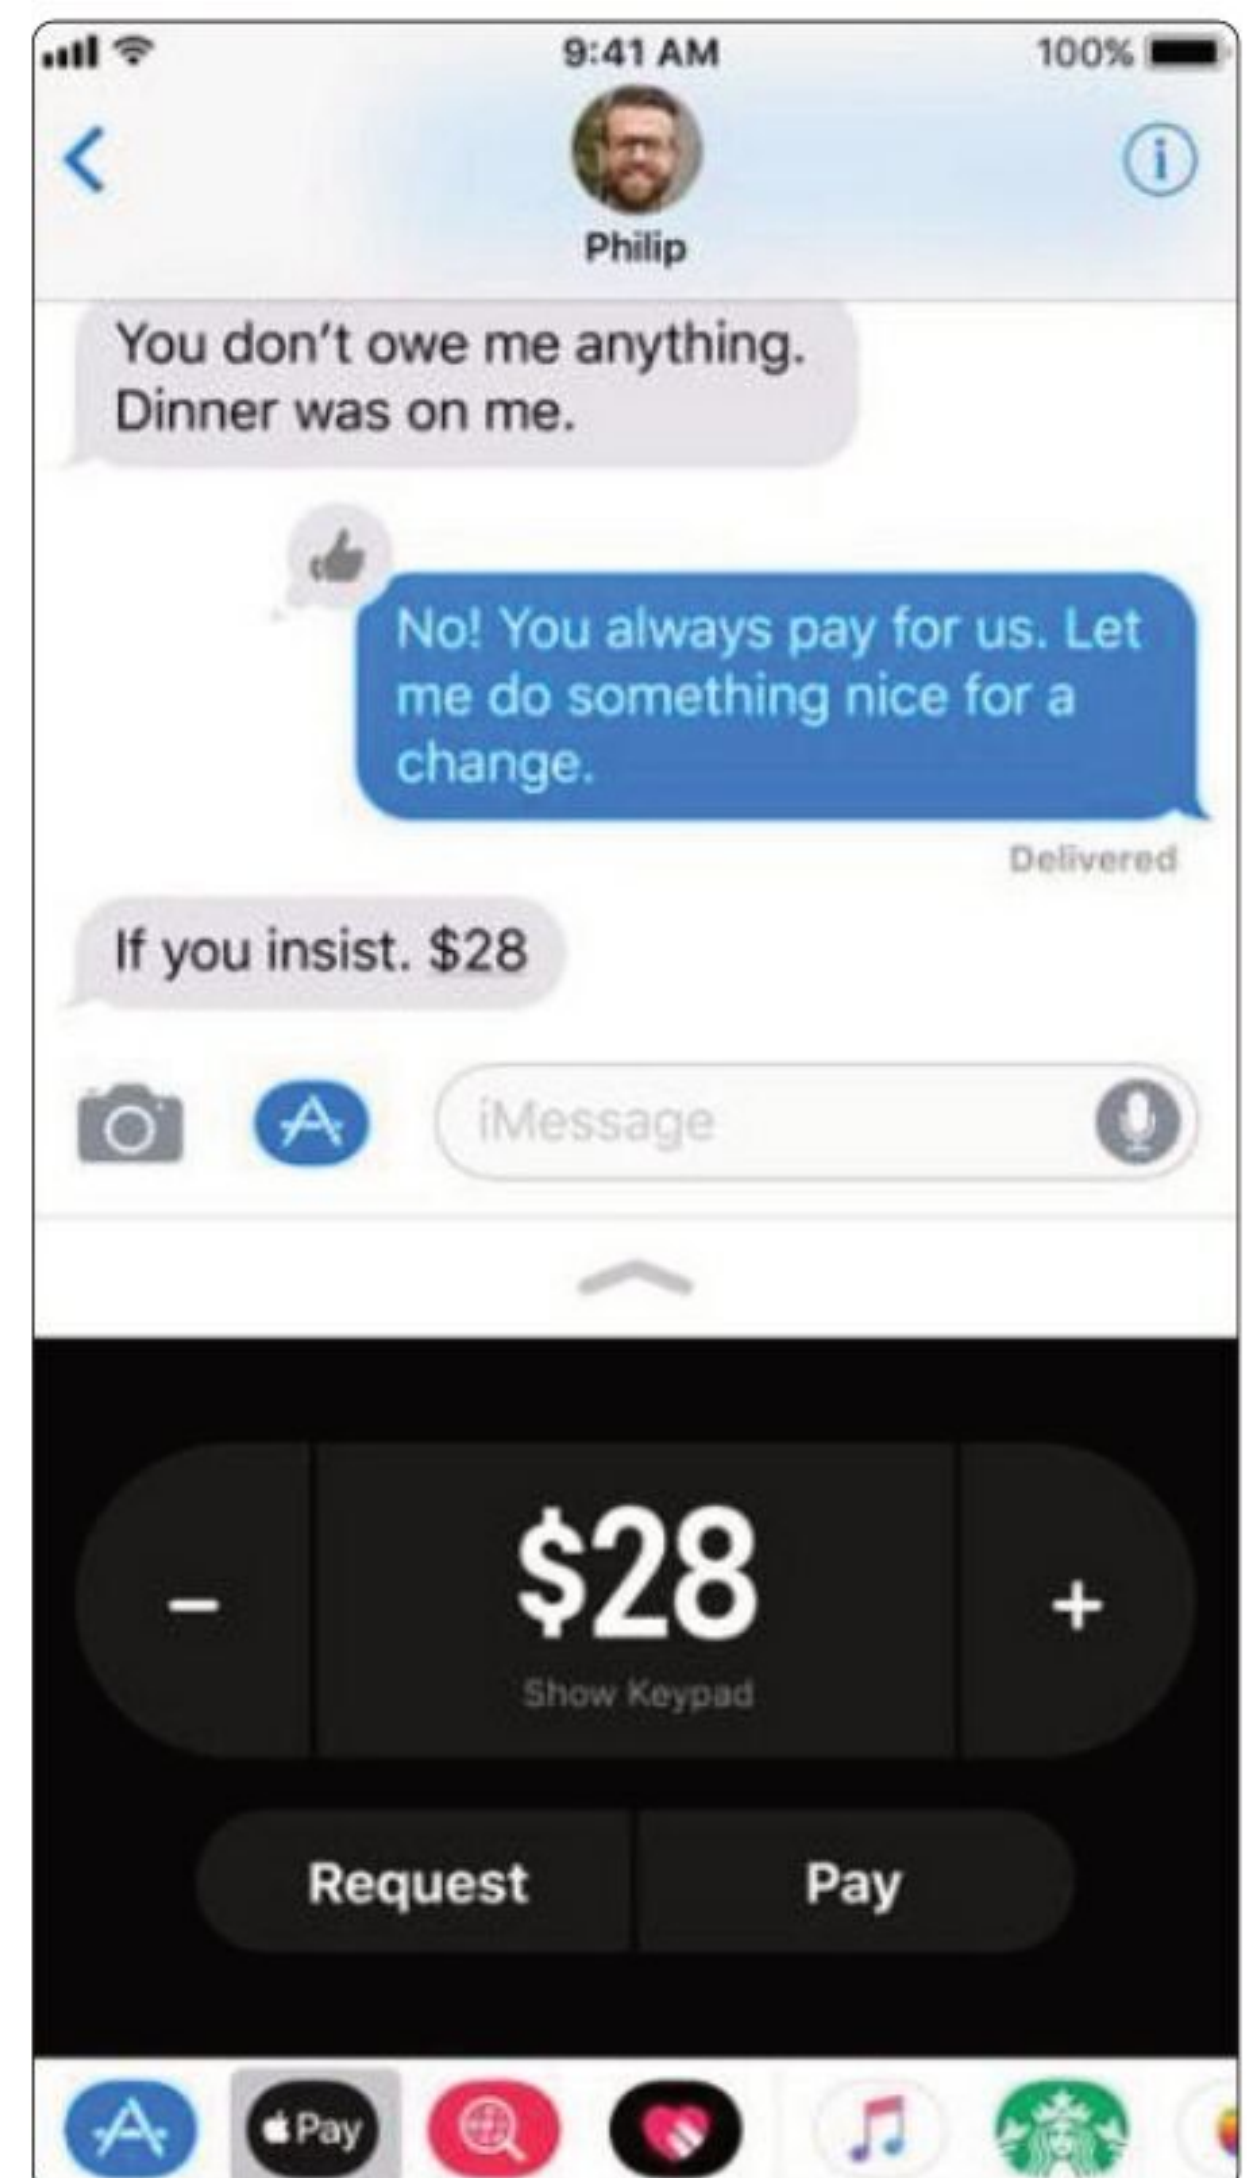 9:41 AM
100%
Philip
You don’t owe me anything.
Dinner was on me.
No! You always pay for us. Let
me do something nice for a
change.
Delivered
If you insist. $28
iMessage
$28
Show Keypad
Request
Pay
Pay